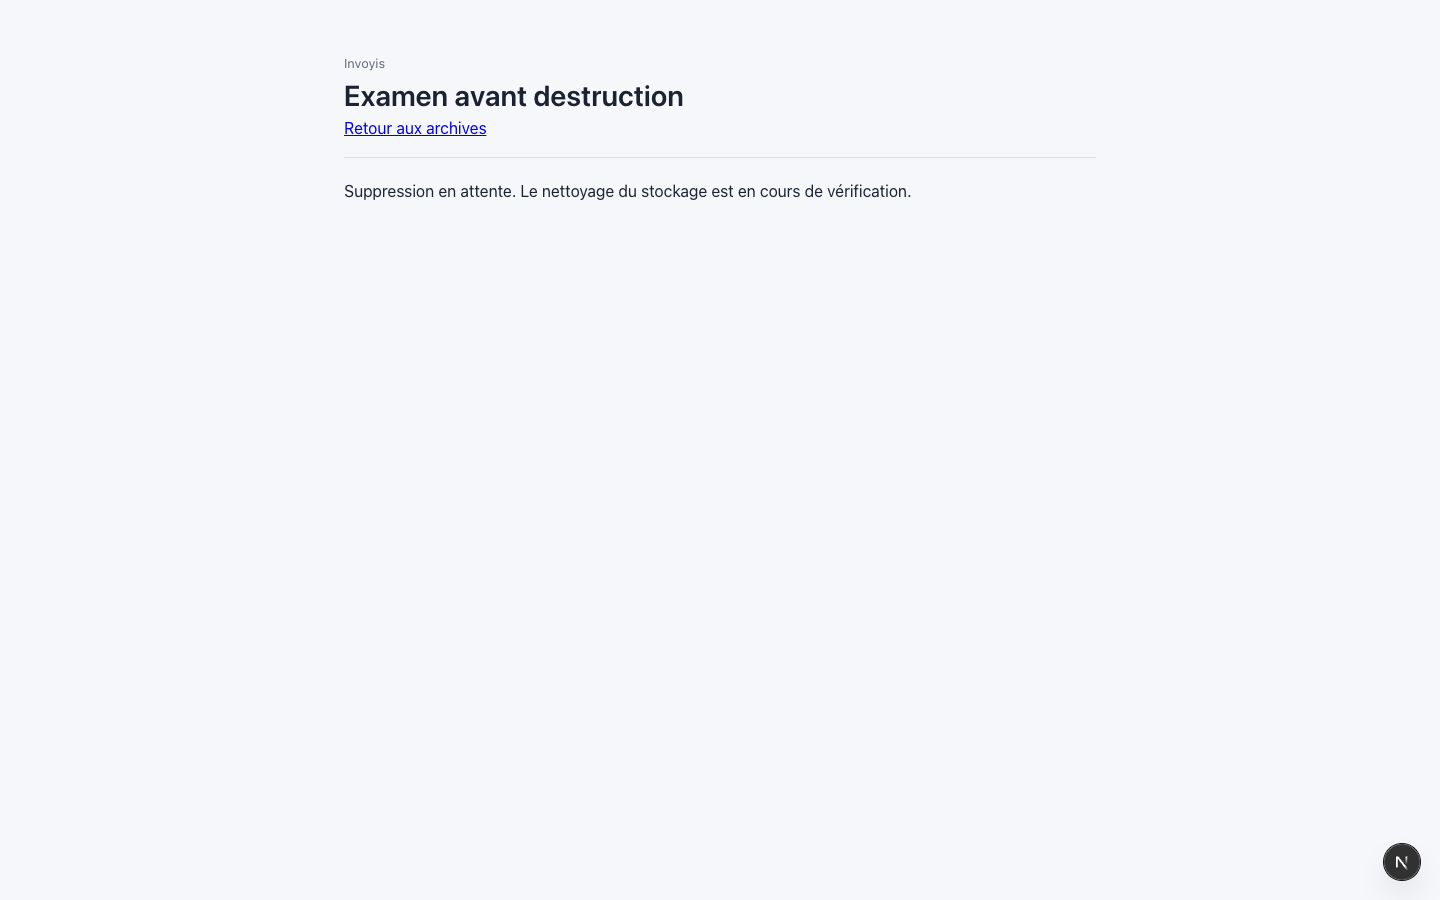 Invoyis
Examen avant destruction
Retour aux archives
Suppression en attente. Le nettoyage du stockage est en cours de vérification.
N